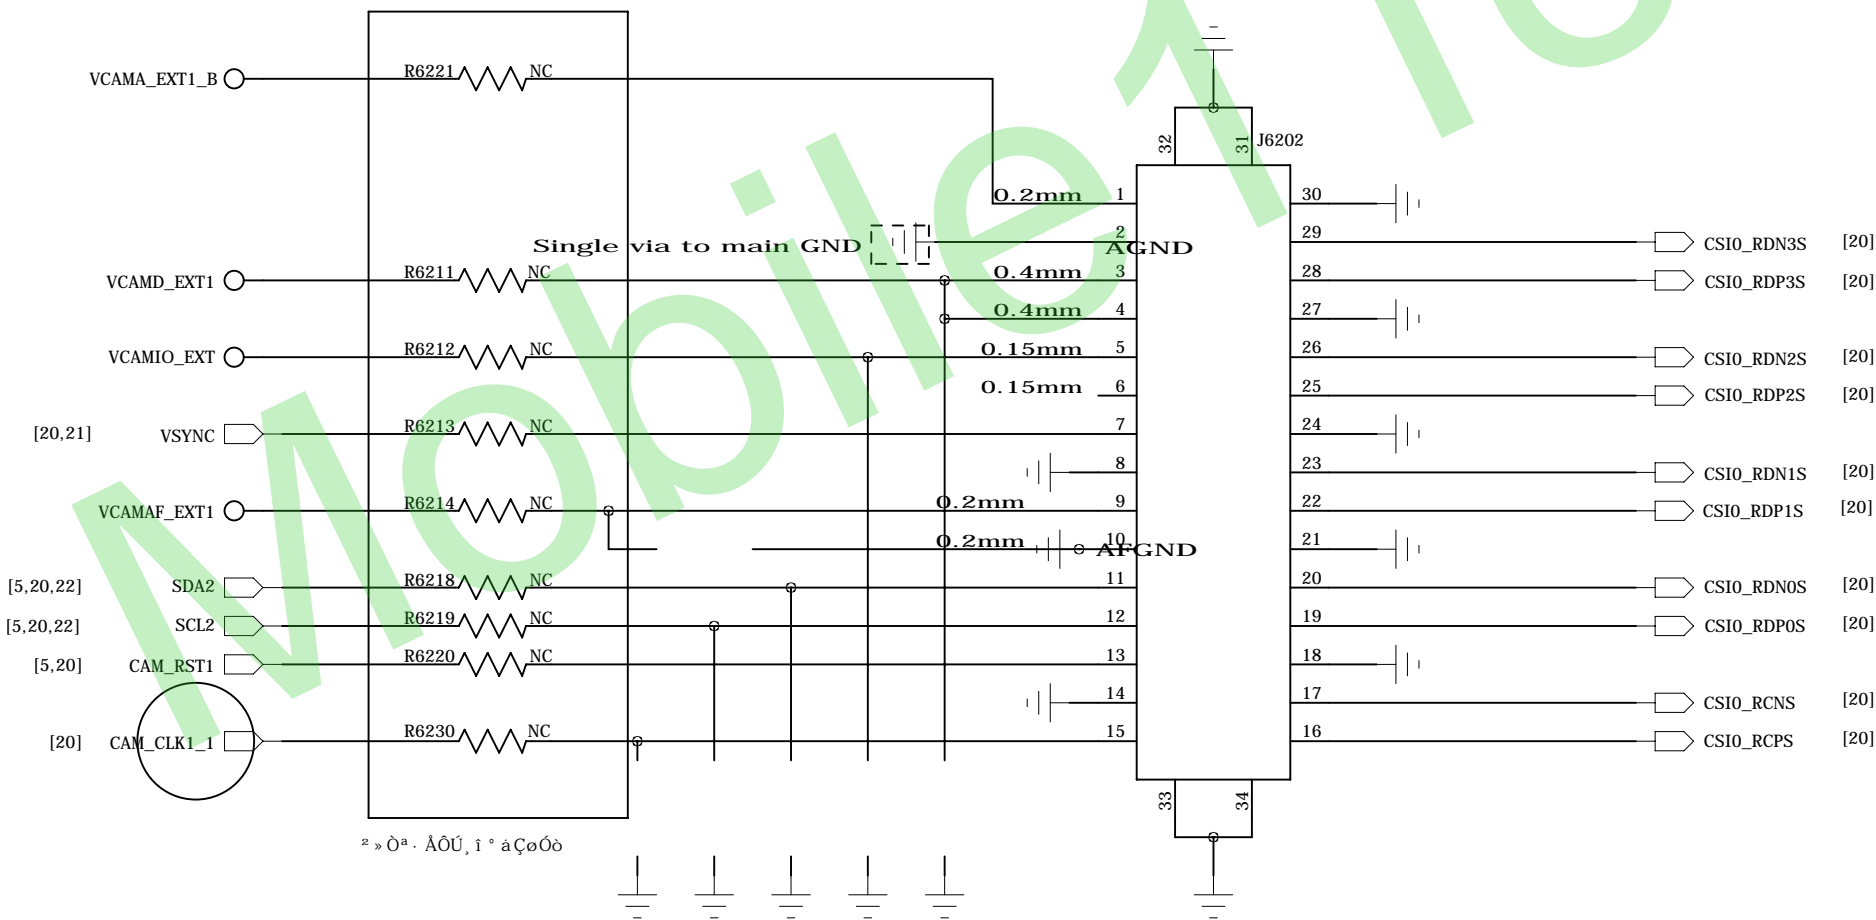 VCAMA_EXT1_B R6221 NC
32 31 J6202
0.2mm 1 30
Single via to main GND 2 AGND 29 CSI0_RDN3S [20]
VCAMD_EXT1 R6211 NC 0.4mm 3 28 CSI0_RDP3S [20]
0.4mm 4 27
VCAMIO_EXT R6212 NC 0.15mm 5 26 CSI0_RDN2S [20]
0.15mm 6 25 CSI0_RDP2S [20]
[20,21] VSYNC R6213 NC 7 24
8 23 CSI0_RDN1S [20]
VCAMAF_EXT1 R6214 NC 0.2mm 9 22 CSI0_RDP1S [20]
0.2mm 10 AFGND 21
[5,20,22] SDA2 R6218 NC 11 20 CSI0_RDN0S [20]
[5,20,22] SCL2 R6219 NC 12 19 CSI0_RDP0S [20]
[5,20] CAM_RST1 R6220 NC 13 18
14 17 CSI0_RCNS [20]
[20] CAM_CLK1_1 R6230 NC 15 16 CSI0_RCPS [20]
33 34
²»Òª·ÅÔÚ¸î°åÇøÓò